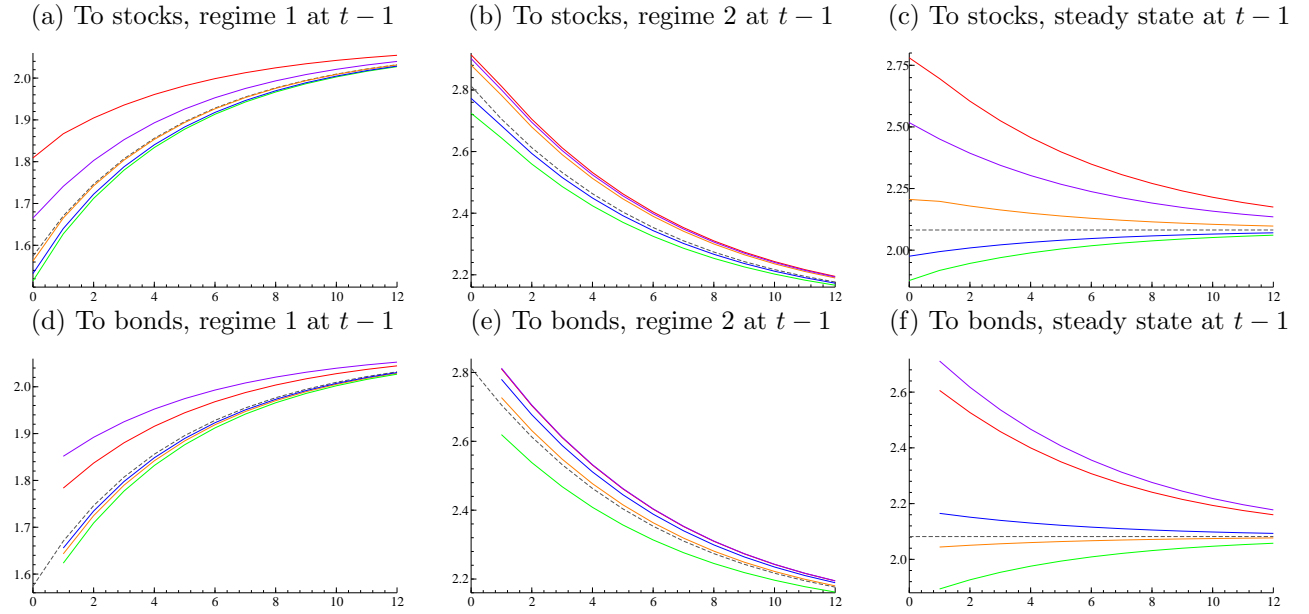 (a) To stocks, regime 1 at t − 1
(b) To stocks, regime 2 at t − 1
(c) To stocks, steady state at t − 1
2.0
1.9
1.8
1.7
1.6
0 2 4 6 8 10 12
2.8
2.6
2.4
2.2
0 2 4 6 8 10 12
2.75
2.50
2.25
2.00
0 2 4 6 8 10 12
(d) To bonds, regime 1 at t − 1
(e) To bonds, regime 2 at t − 1
(f) To bonds, steady state at t − 1
2.0
1.9
1.8
1.7
1.6
0 2 4 6 8 10 12
2.8
2.6
2.4
2.2
0 2 4 6 8 10 12
2.6
2.4
2.2
2.0
0 2 4 6 8 10 12